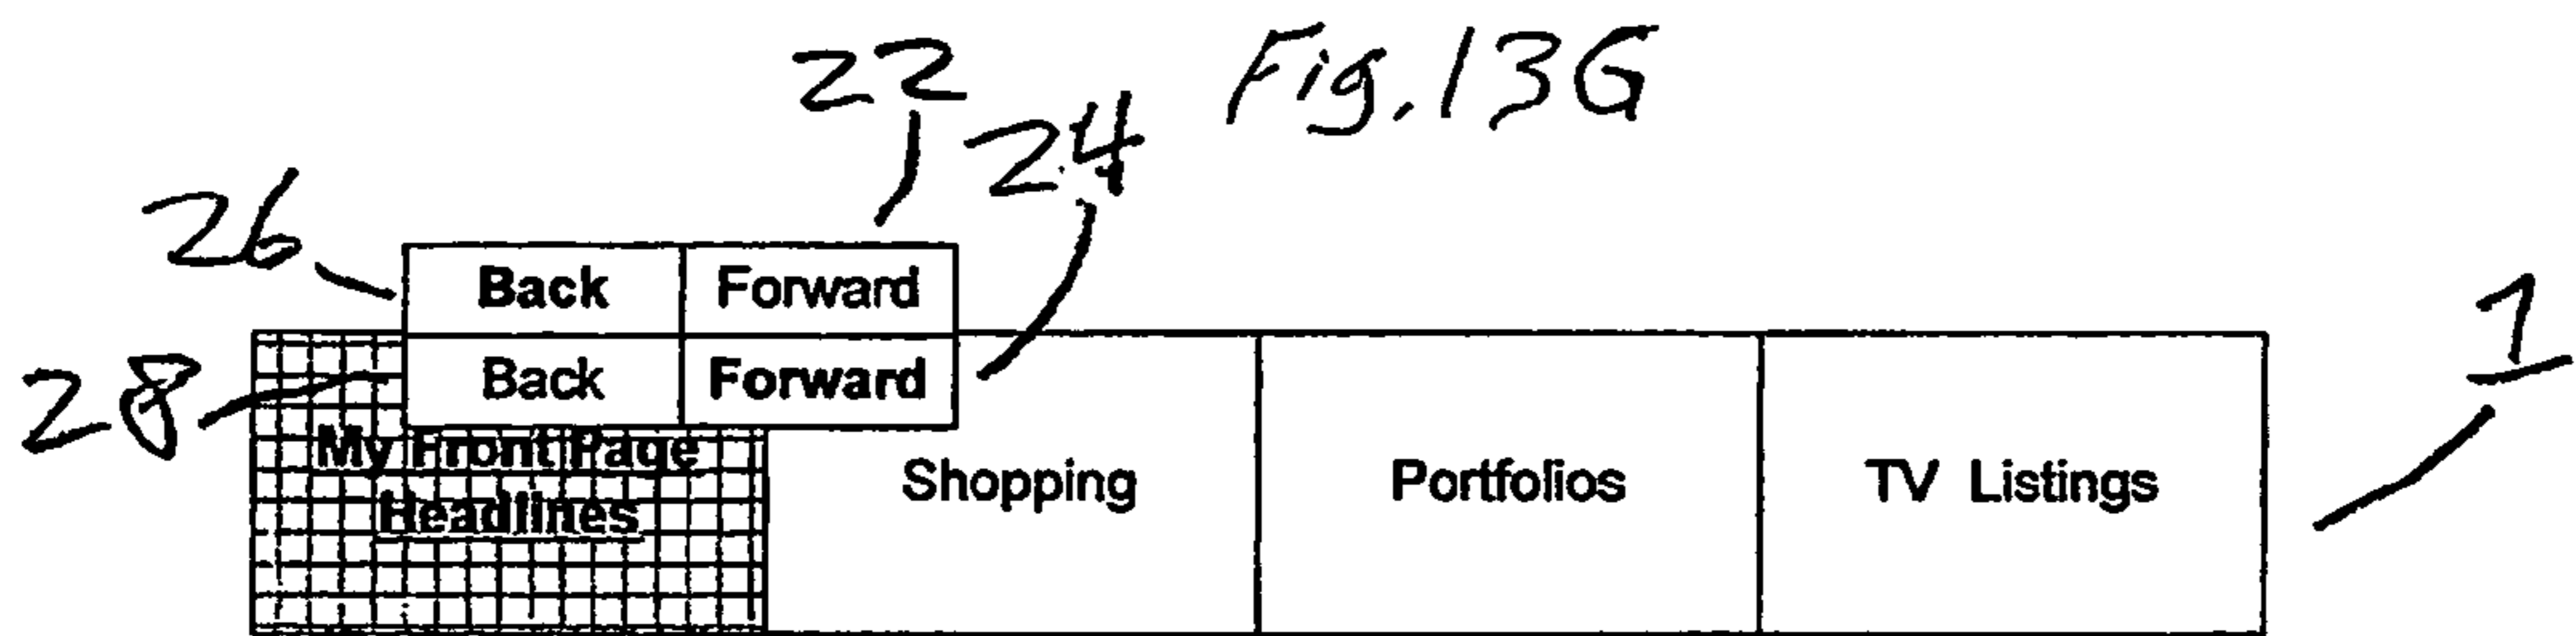 Fig. 13G
22
24
26
Back Forward
1
28
Back Forward
My Front Page
Headlines
Shopping Portfolios TV Listings